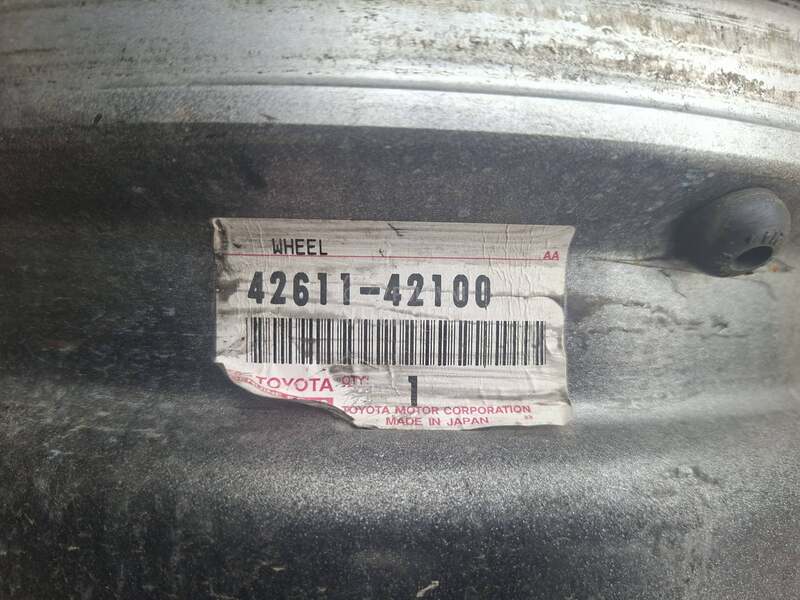 WHEEL
AA
42611-42100
TOYOTA QTY. 1
TOYOTA MOTOR CORPORATION
MADE IN JAPAN